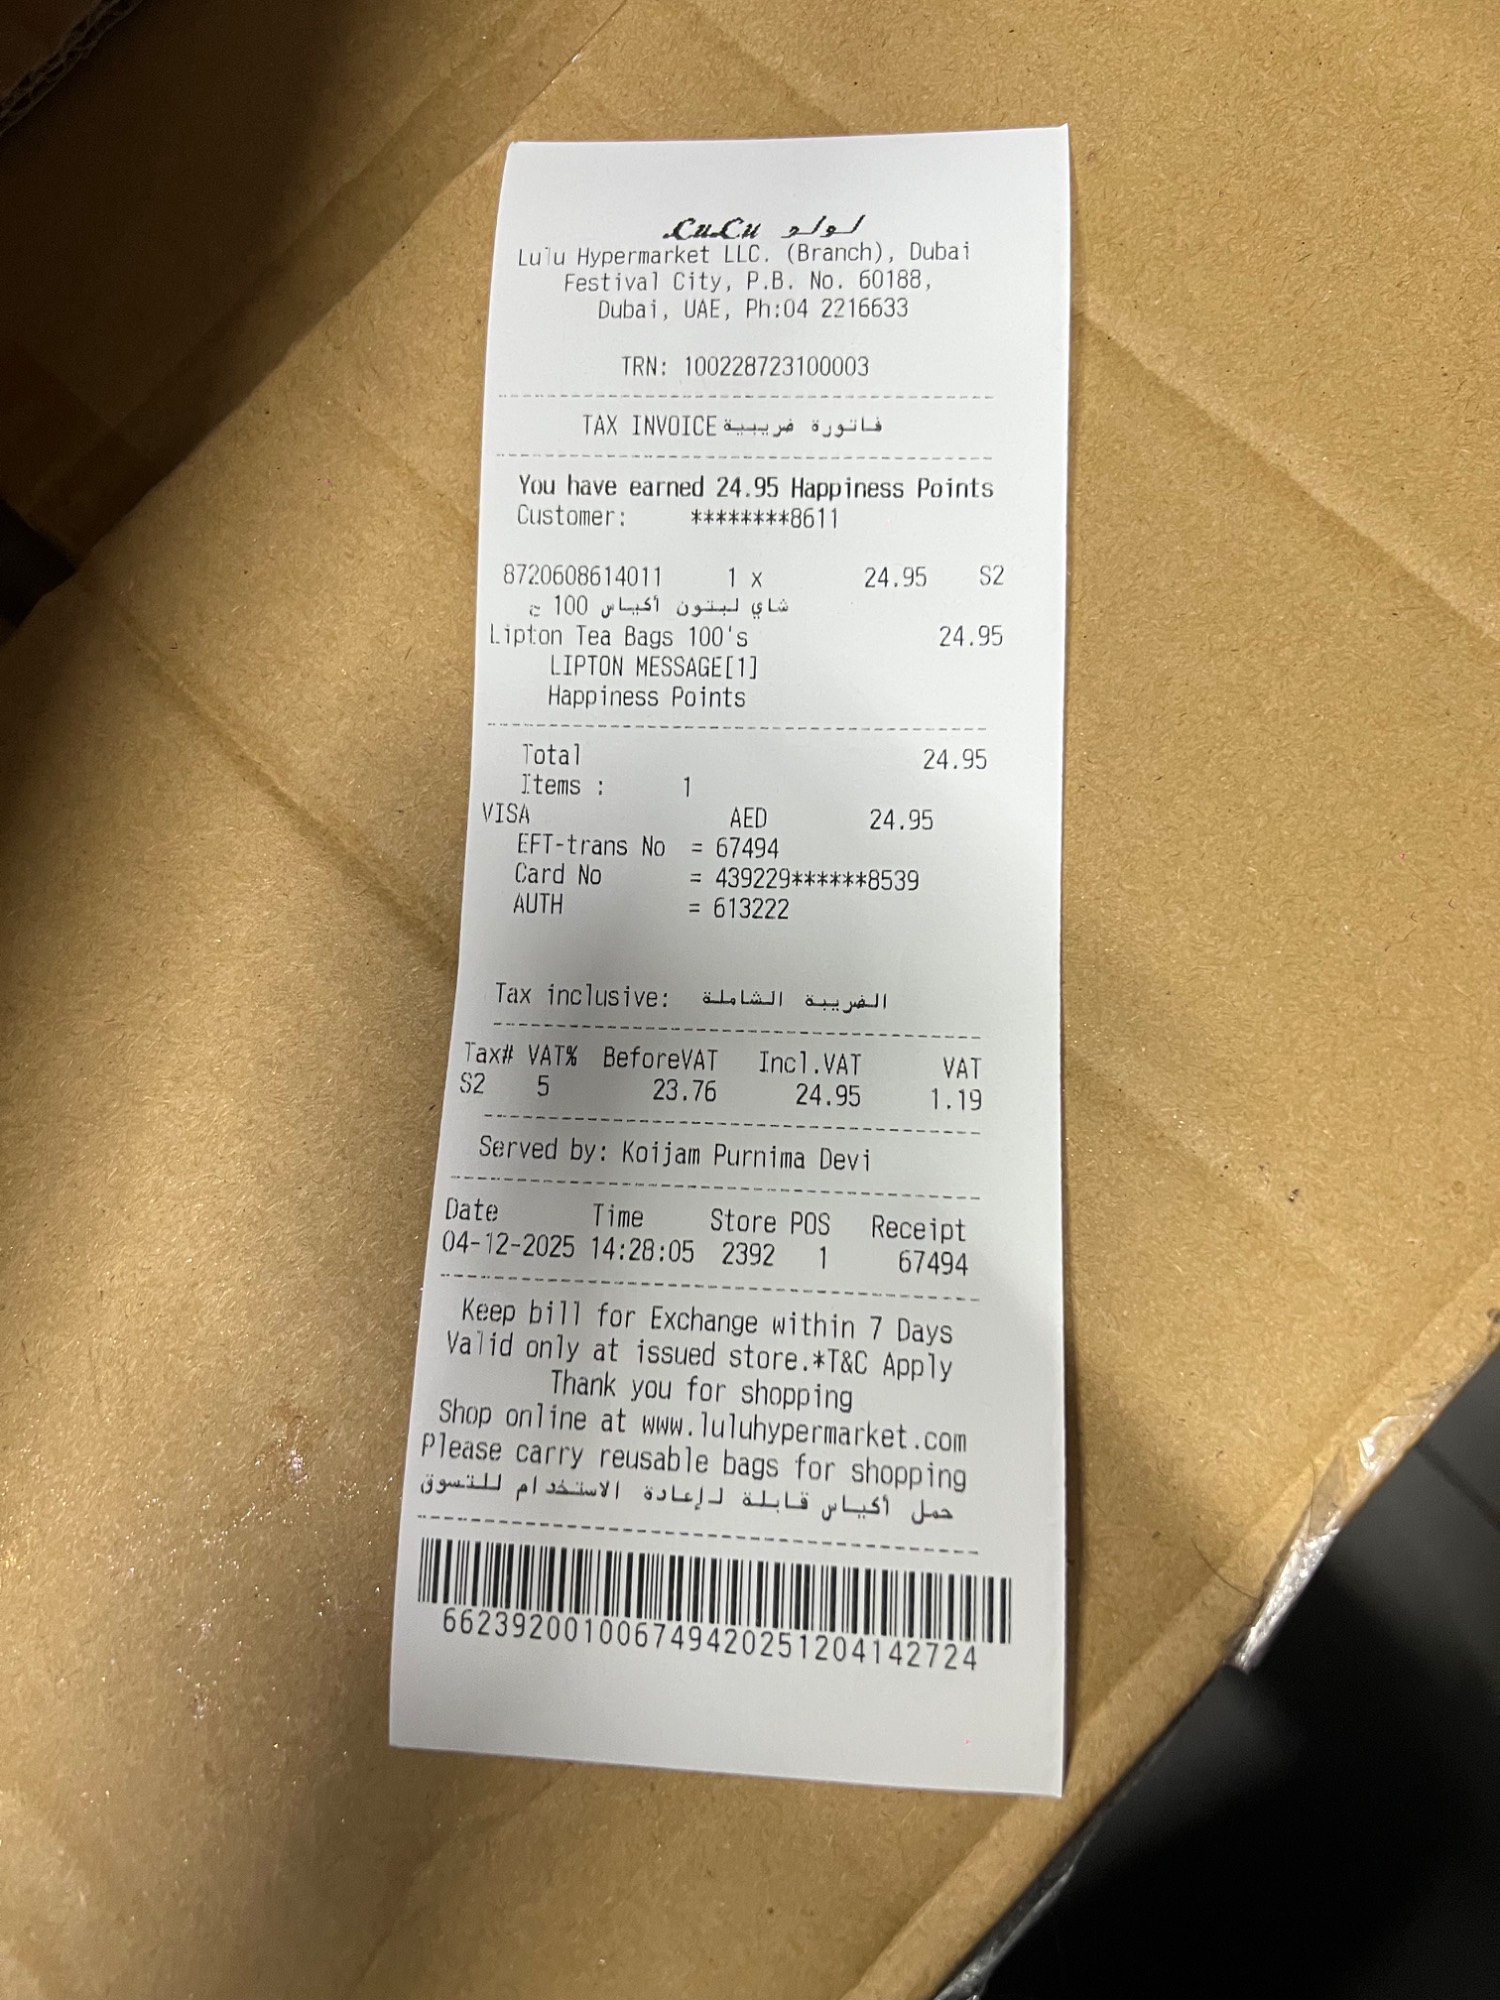 LuLu لولو
Lulu Hypermarket LLC. (Branch), Dubai
Festival City, P.B. No. 60188,
Dubai, UAE, Ph:04 2216633
TRN: 100228723100003
TAX INVOICE فاتورة ضريبية
You have earned 24.95 Happiness Points
Customer: ********8611
8720608614011 1 x 24.95 S2
شاي لبتون أكياس 100 ح
Lipton Tea Bags 100's 24.95
LIPTON MESSAGE[1]
Happiness Points
Total 24.95
Items : 1
VISA AED 24.95
EFT-trans No = 67494
Card No = 439229******8539
AUTH = 613222
Tax inclusive: الضريبة الشاملة
Tax# VAT% BeforeVAT Incl.VAT VAT
S2 5 23.76 24.95 1.19
Served by: Koijam Purnima Devi
Date Time Store POS Receipt
04-12-2025 14:28:05 2392 1 67494
Keep bill for Exchange within 7 Days
Valid only at issued store.*T&C Apply
Thank you for shopping
Shop online at www.luluhypermarket.com
Please carry reusable bags for shopping
حمل أكياس قابلة لإعادة الاستخدام للتسوق
662392001006749420251204142724